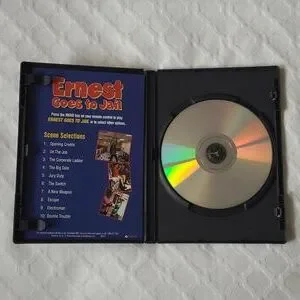 Ernest
Goes to Jail
Press the MENU key on your remote control to play
ERNEST GOES TO JAIL or to select other options.
Scene Selections
1. Opening Credits
2. On The Job
3. The Corporate Ladder
4. The Big Date
5. Jury Duty
6. The Switch
7. A New Weapon
8. Escape
9. Electroman
10. Double Trouble